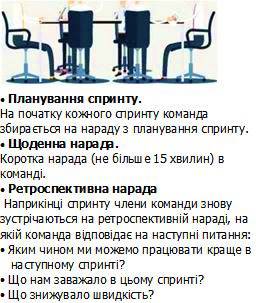 • Планування спринту.
На початку кожного спринту команда
збирається на нараду з планування спринту.
• Щоденна нарада.
Коротка нарада (не більше 15 хвилин) в
команді.
• Ретроспективна нарада
Наприкінці спринту члени команди знову
зустрічаються на ретроспективній нараді, на
якій команда відповідає на наступні питання:
• Яким чином ми можемо працювати краще в
наступному спринті?
• Що нам заважало в цьому спринті?
• Що знижувало швидкість?